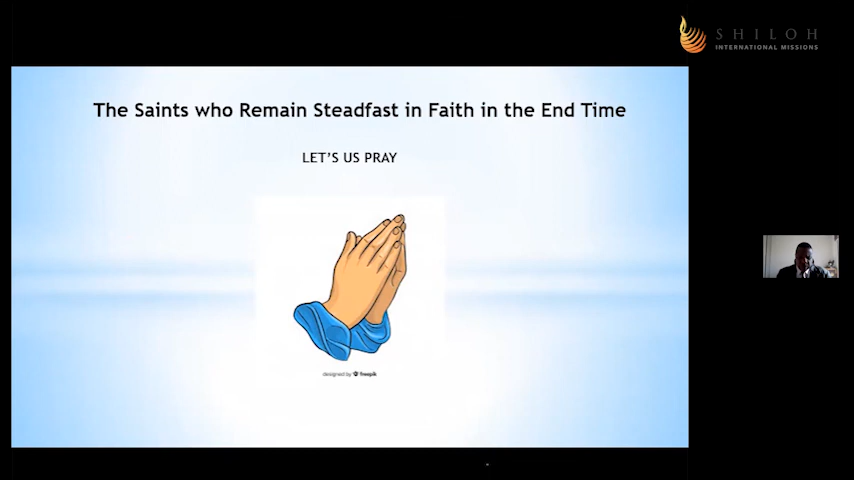 SHILOH
INTERNATIONAL MISSIONS
The Saints who Remain Steadfast in Faith in the End Time
LET'S US PRAY
designed by freepik